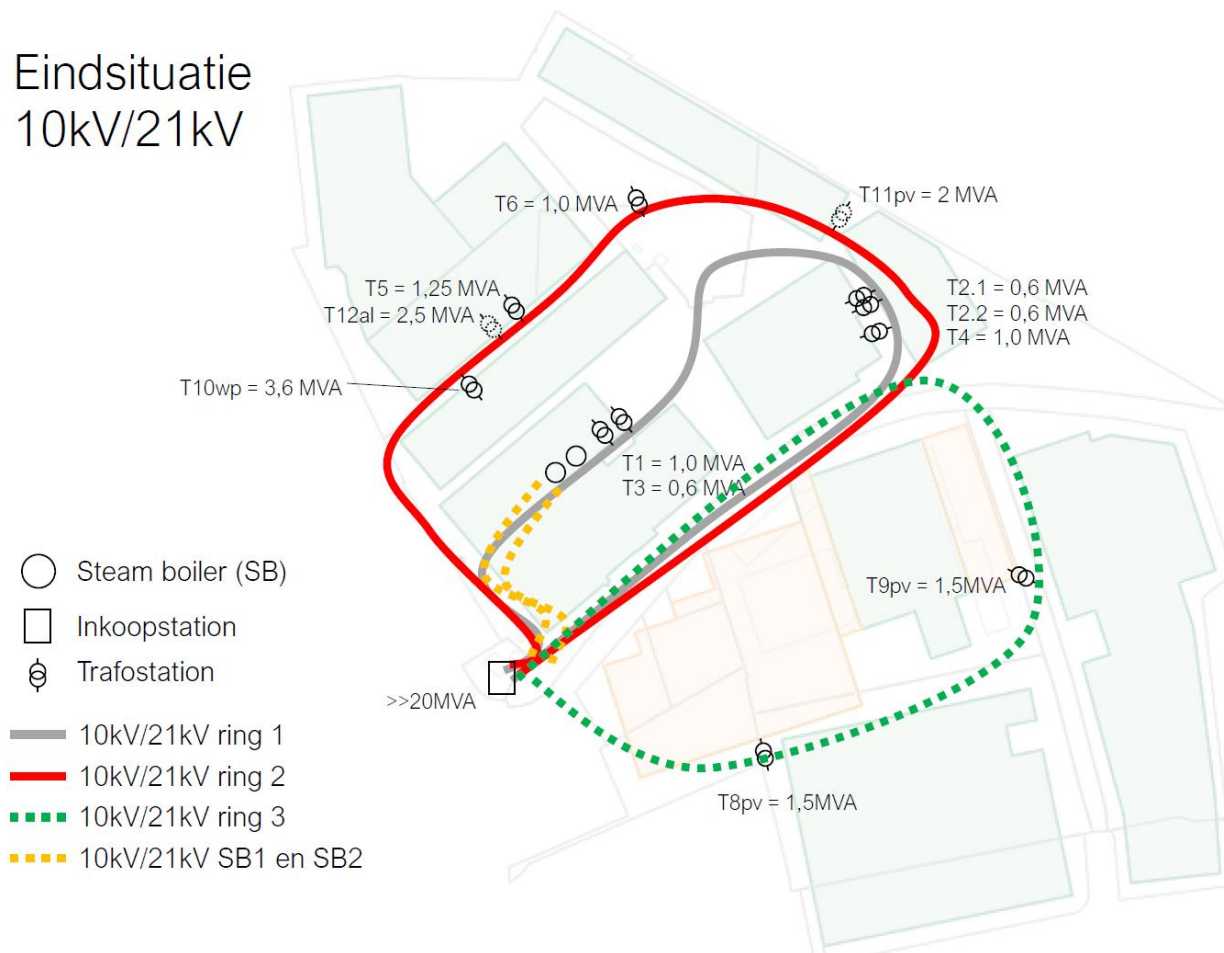 Eindsituatie
10kV/21kV
T6 = 1,0 MVA
T11pv = 2 MVA
T5 = 1,25 MVA
T12al = 2,5 MVA
T2.1 = 0,6 MVA
T2.2 = 0,6 MVA
T4 = 1,0 MVA
T10wp = 3,6 MVA
T1 = 1,0 MVA
T3 = 0,6 MVA
T9pv = 1,5MVA
>>20MVA
T8pv = 1,5MVA
Steam boiler (SB)
Inkoopstation
Trafostation
10kV/21kV ring 1
10kV/21kV ring 2
10kV/21kV ring 3
10kV/21kV SB1 en SB2